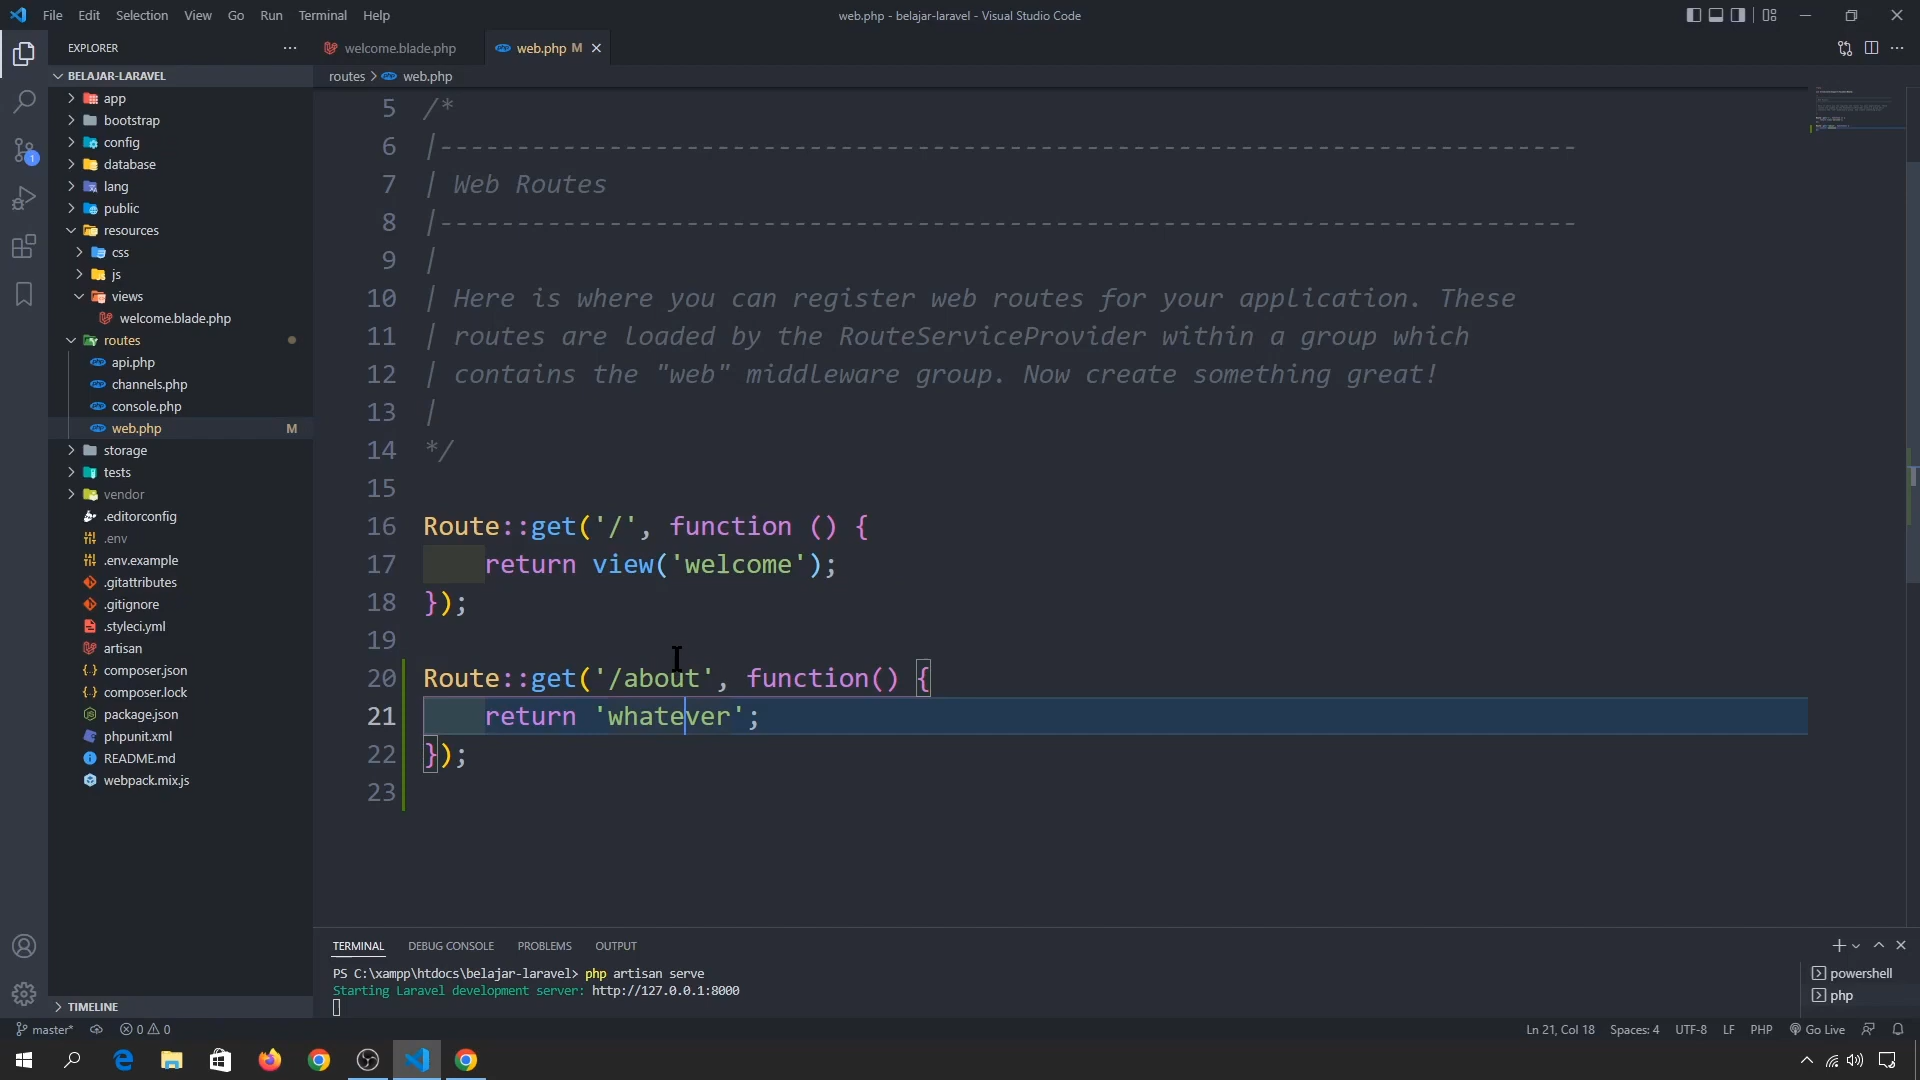 File Edit Selection View Go Run Terminal Help
web.php - belajar-laravel - Visual Studio Code
EXPLORER
welcome.blade.php
web.php M
BELAJAR-LARAVEL
routes > web.php
app
bootstrap
config
database
lang
public
resources
css
js
views
welcome.blade.php
routes
api.php
channels.php
console.php
web.php M
storage
tests
vendor
.editorconfig
.env
.env.example
.gitattributes
.gitignore
.styleci.yml
artisan
composer.json
composer.lock
package.json
phpunit.xml
README.md
webpack.mix.js
TIMELINE
1
5 /*
6 |--------------------------------------------------------------------------
7 | Web Routes
8 |--------------------------------------------------------------------------
9 |
10 | Here is where you can register web routes for your application. These
11 | routes are loaded by the RouteServiceProvider within a group which
12 | contains the "web" middleware group. Now create something great!
13 |
14 */
15
16 Route::get('/', function () {
17     return view('welcome');
18 });
19
20 Route::get('/about', function() {
21     return 'whatever';
22 });
23
TERMINAL DEBUG CONSOLE PROBLEMS OUTPUT
PS C:\xampp\htdocs\belajar-laravel> php artisan serve
Starting Laravel development server: http://127.0.0.1:8000
powershell
php
master* 0 0
Ln 21, Col 18 Spaces: 4 UTF-8 LF PHP Go Live